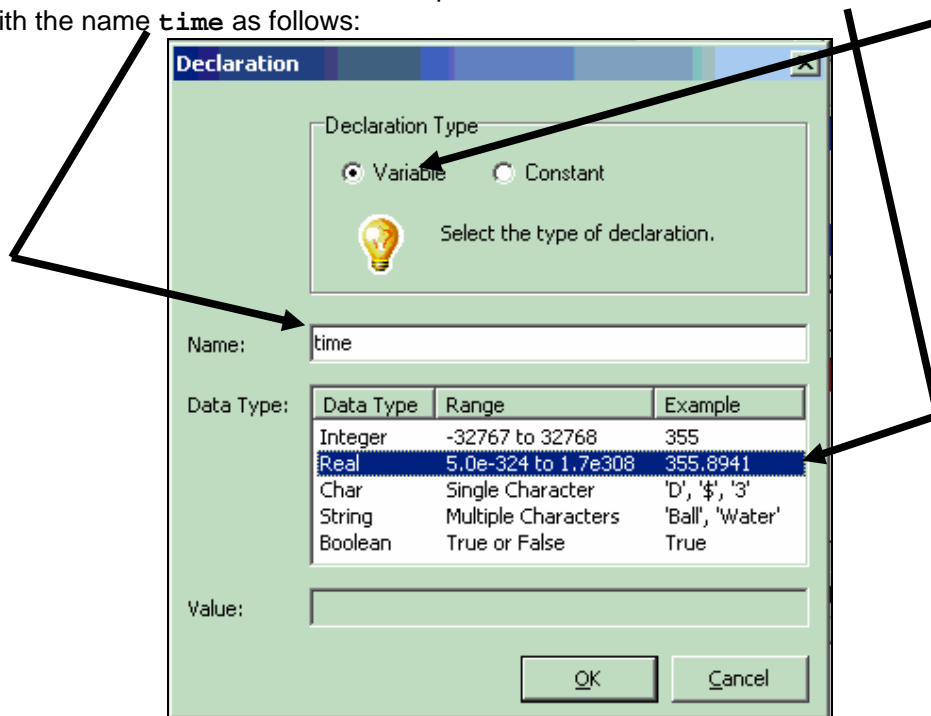 with the name time as follows:
Declaration
Declaration Type
Variable Constant
Select the type of declaration.
Name: time
Data Type: Data Type Range Example
Integer -32767 to 32768 355
Real 5.0e-324 to 1.7e308 355.8941
Char Single Character 'D', '$', '3'
String Multiple Characters 'Ball', 'Water'
Boolean True or False True
Value:
OK Cancel